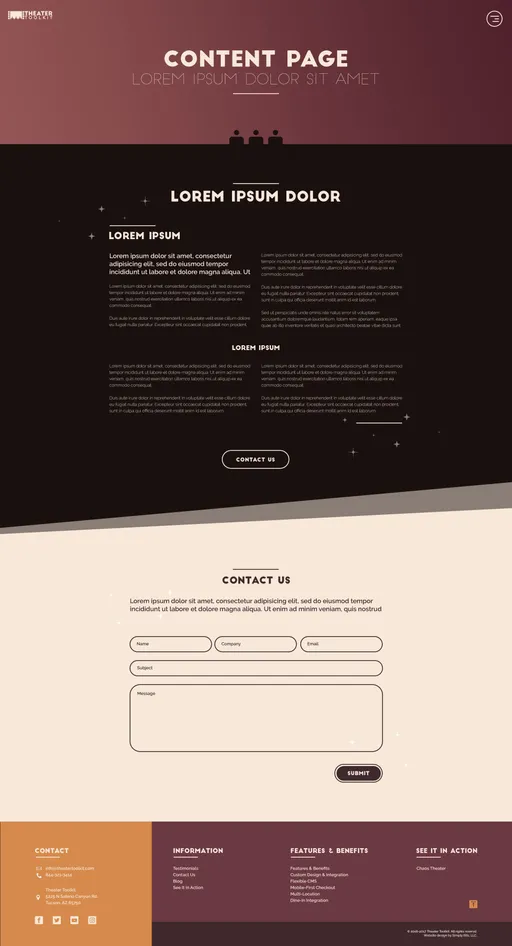 THEATER
TOOLKIT
CONTENT PAGE
LOREM IPSUM DOLOR SIT AMET
LOREM IPSUM DOLOR
LOREM IPSUM
Lorem ipsum dolor sit amet, consectetur
adipisicing elit, sed do eiusmod tempor
incididunt ut labore et dolore magna aliqua. Ut
Lorem ipsum dolor sit amet, consectetur adipisicing elit, sed do
eiusmod tempor incididunt ut labore et dolore magna aliqua. Ut enim ad minim
veniam, quis nostrud exercitation ullamco laboris nisi ut aliquip ex ea
commodo consequat.
Duis aute irure dolor in reprehenderit in voluptate velit esse cillum dolore
eu fugiat nulla pariatur. Excepteur sint occaecat cupidatat non proident.
Lorem ipsum dolor sit amet, consectetur adipisicing elit, sed do
eiusmod tempor incididunt ut labore et dolore magna aliqua. Ut enim ad minim
veniam, quis nostrud exercitation ullamco laboris nisi ut aliquip ex ea
commodo consequat.
Duis aute irure dolor in reprehenderit in voluptate velit esse cillum dolore
eu fugiat nulla pariatur. Excepteur sint occaecat cupidatat non proident,
sunt in culpa qui officia deserunt mollit anim id est laborum.
Sed ut perspiciatis unde omnis iste natus error sit voluptatem
accusantium doloremque laudantium, totam rem aperiam, eaque ipsa
quae ab illo inventore veritatis et quasi architecto beatae vitae dicta sunt
LOREM IPSUM
Lorem ipsum dolor sit amet, consectetur adipisicing elit, sed do
eiusmod tempor incididunt ut labore et dolore magna aliqua. Ut enim ad minim
veniam, quis nostrud exercitation ullamco laboris nisi ut aliquip ex ea
commodo consequat.
Duis aute irure dolor in reprehenderit in voluptate velit esse cillum dolore
eu fugiat nulla pariatur. Excepteur sint occaecat cupidatat non proident,
sunt in culpa qui officia deserunt mollit anim id est laborum.
Lorem ipsum dolor sit amet, consectetur adipisicing elit, sed do
eiusmod tempor incididunt ut labore et dolore magna aliqua. Ut enim ad minim
veniam, quis nostrud exercitation ullamco laboris nisi ut aliquip ex ea
commodo consequat.
Duis aute irure dolor in reprehenderit in voluptate velit esse cillum dolore
eu fugiat nulla pariatur. Excepteur sint occaecat cupidatat non proident,
sunt in culpa qui officia deserunt mollit anim id est laborum.
CONTACT US
CONTACT US
Lorem ipsum dolor sit amet, consectetur adipisicing elit, sed do eiusmod tempor
incididunt ut labore et dolore magna aliqua. Ut enim ad minim veniam, quis nostrud
Name
Company
Email
Subject
Message
SUBMIT
CONTACT
Theater Toolkit
Tucson, AZ
INFORMATION
Testimonials
Contact Us
Blog
See It In Action
FEATURES & BENEFITS
Features & Benefits
Custom Design & Integration
Flexible CMS
Mobile-First Checkout
Multi-Location
Dine-In Integration
SEE IT IN ACTION
Chaos Theater
T
Theater Toolkit. All rights reserved.
Website design by